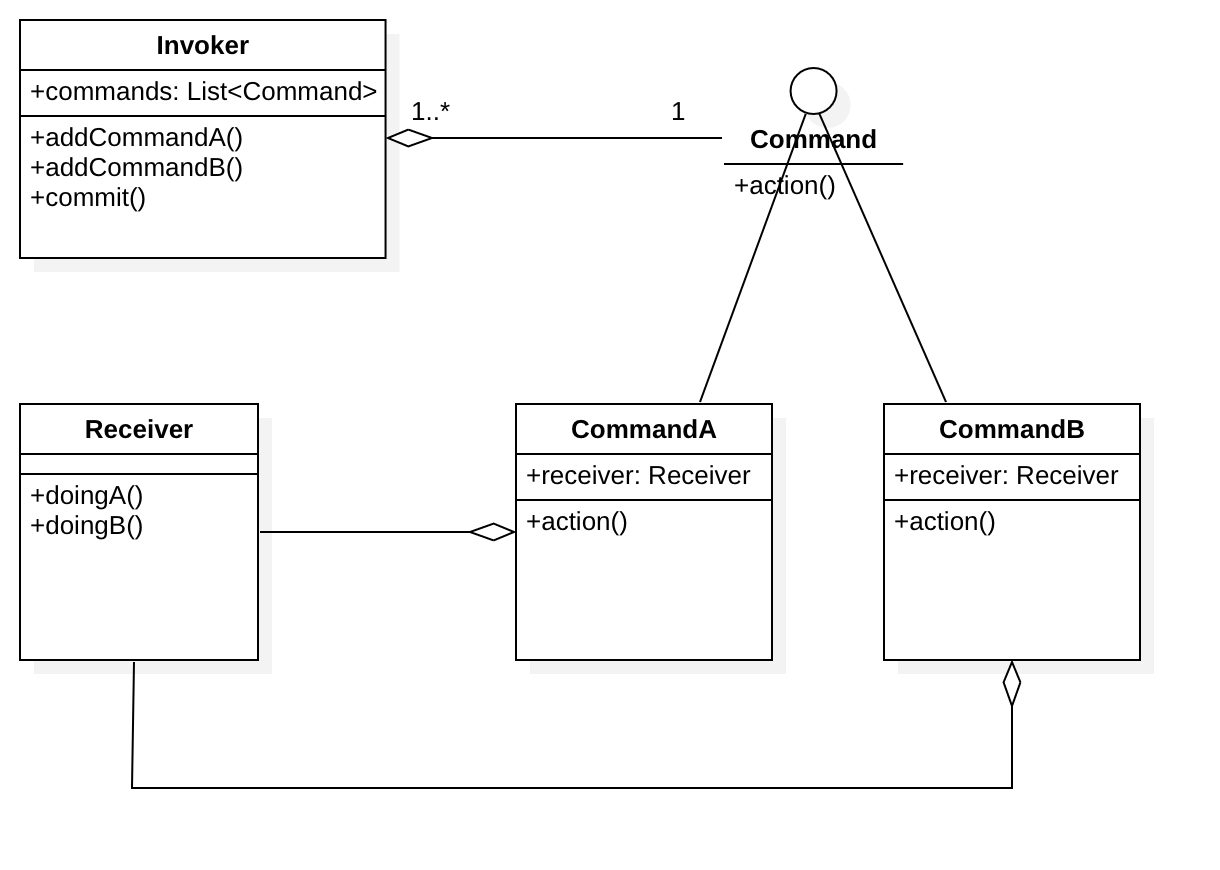 Invoker
+commands: List<Command>
+addCommandA()
+addCommandB()
+commit()
1..*
1
Command
+action()
Receiver
+doingA()
+doingB()
CommandA
+receiver: Receiver
+action()
CommandB
+receiver: Receiver
+action()